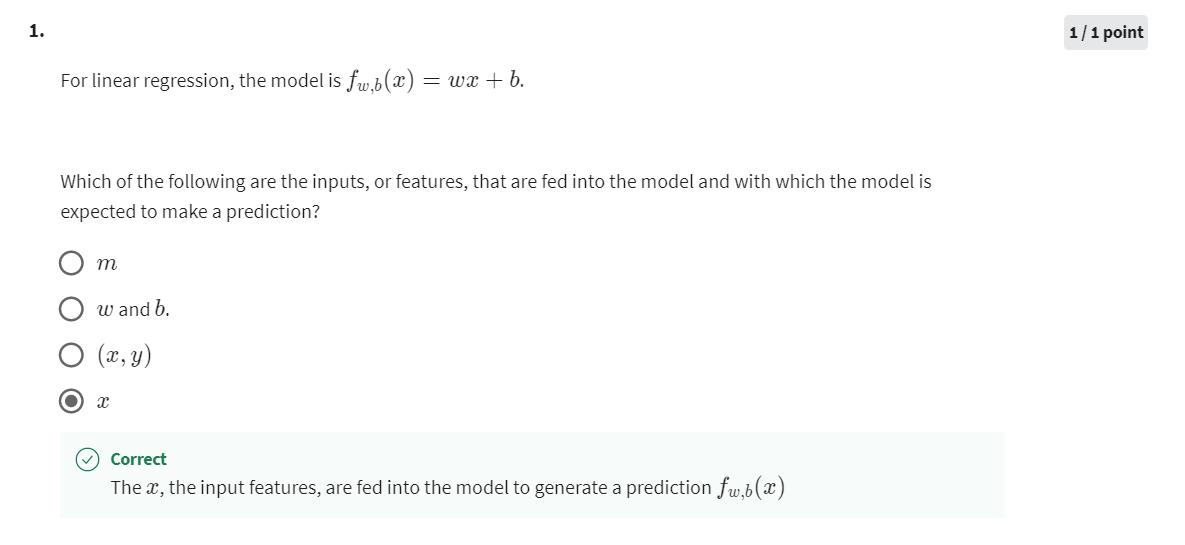 1.
1 / 1 point
For linear regression, the model is f_{w,b}(x) = wx + b.
Which of the following are the inputs, or features, that are fed into the model and with which the model is
expected to make a prediction?
m
w and b.
(x, y)
x
Correct
The x, the input features, are fed into the model to generate a prediction f_{w,b}(x)